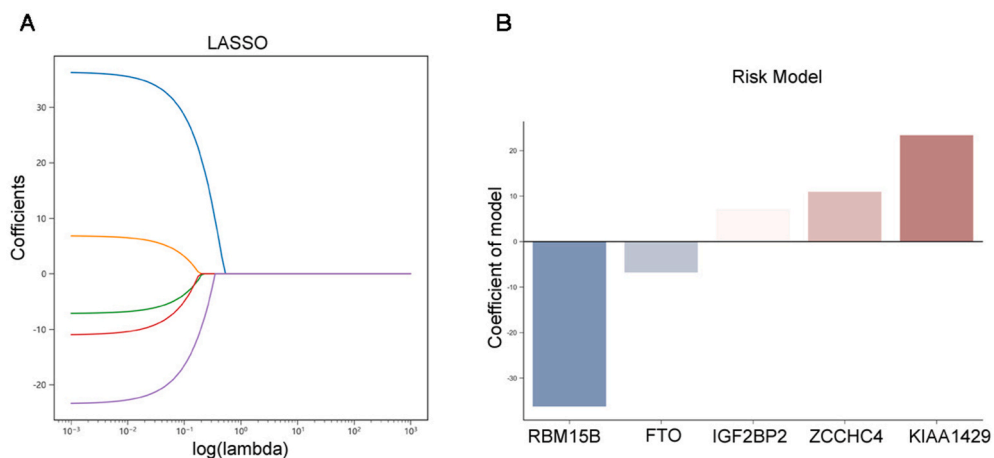 A
LASSO
Cofficients
30
20
10
0
-10
-20
10⁻³ 10⁻² 10⁻¹ 10⁰ 10¹ 10² 10³
log(lambda)
B
Risk Model
Coefficient of model
20
10
0
-10
-20
-30
RBM15B FTO IGF2BP2 ZCCHC4 KIAA1429